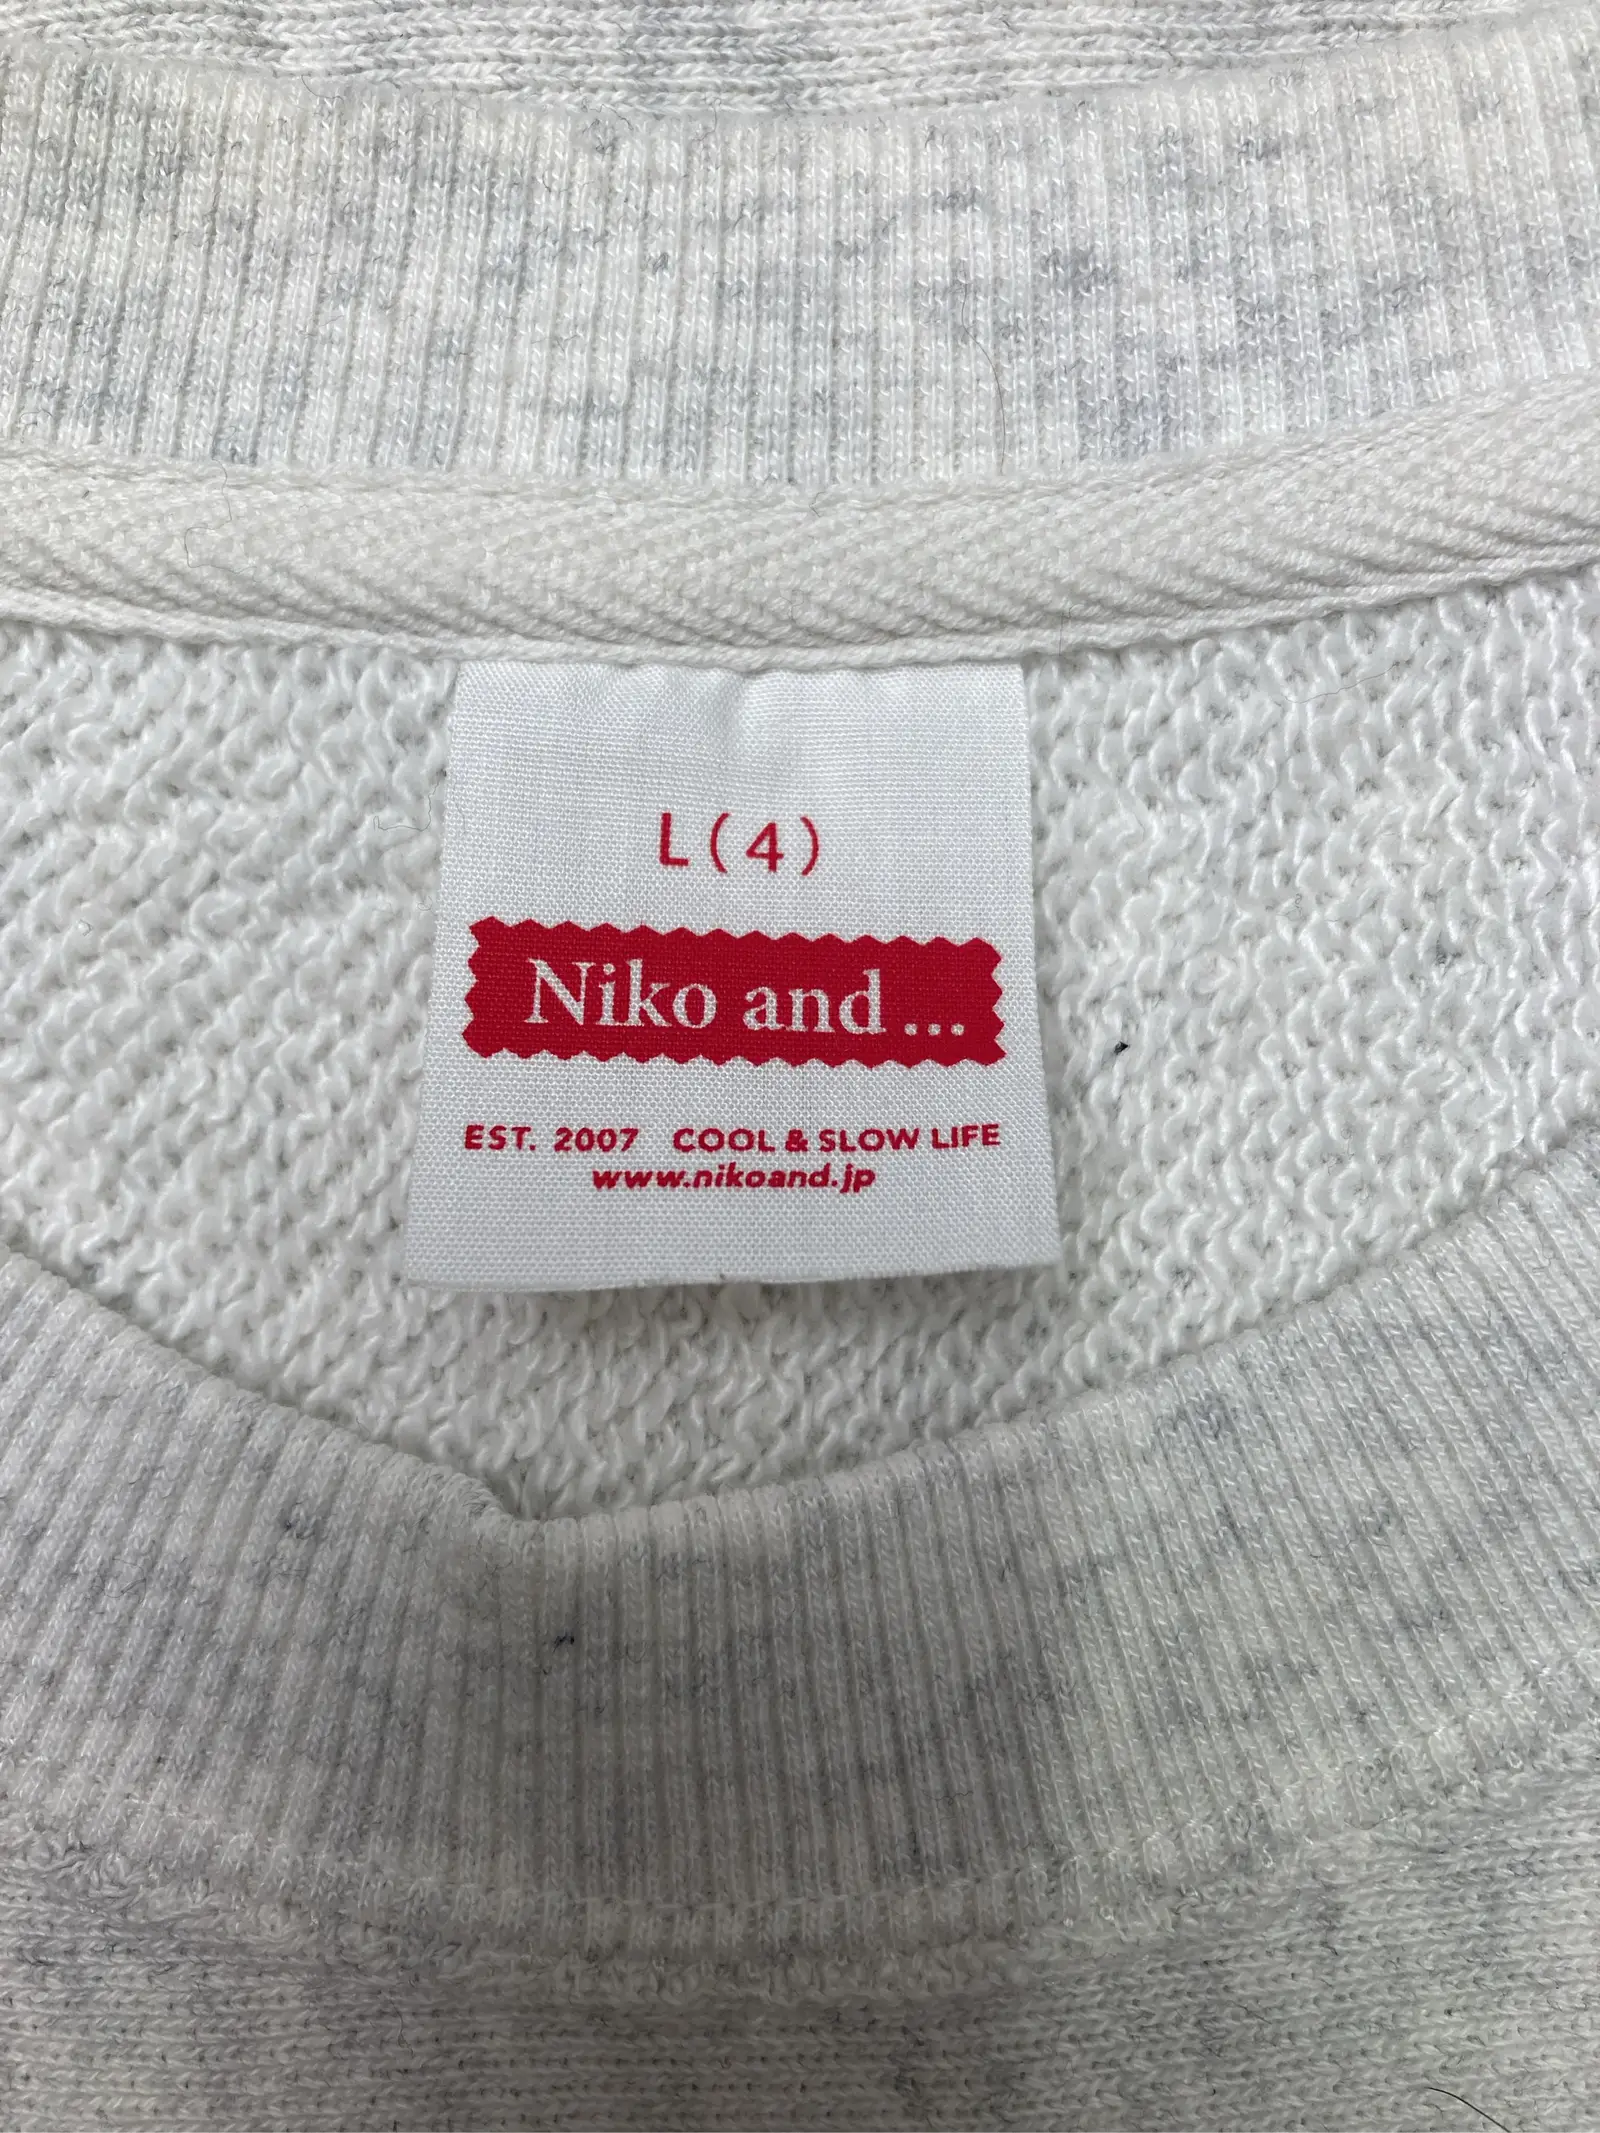 L(4)
Niko and...
EST. 2007 COOL & SLOW LIFE
www.nikoand.jp